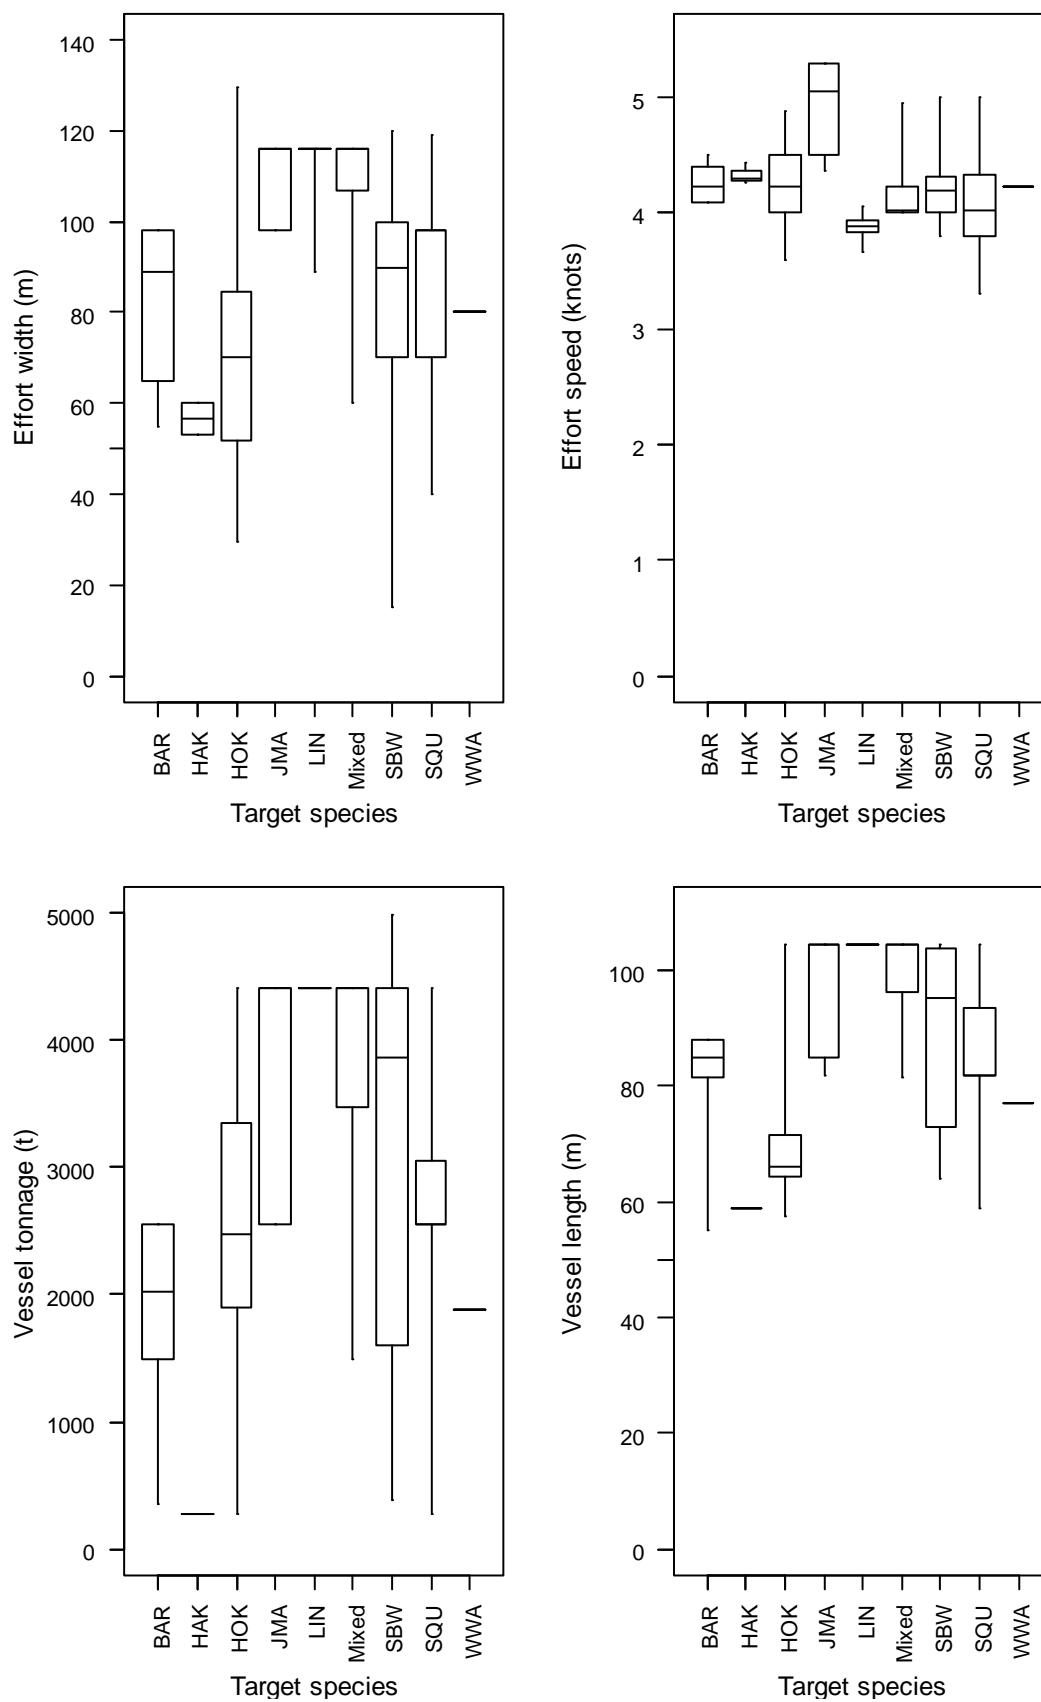 Effort width (m)
140
120
100
80
60
40
20
0
BAR
HAK
HOK
JMA
LIN
Mixed
SBW
SQU
WWA
Target species
Effort speed (knots)
5
4
3
2
1
0
BAR
HAK
HOK
JMA
LIN
Mixed
SBW
SQU
WWA
Target species
Vessel tonnage (t)
5000
4000
3000
2000
1000
0
BAR
HAK
HOK
JMA
LIN
Mixed
SBW
SQU
WWA
Target species
Vessel length (m)
100
80
60
40
20
0
BAR
HAK
HOK
JMA
LIN
Mixed
SBW
SQU
WWA
Target species